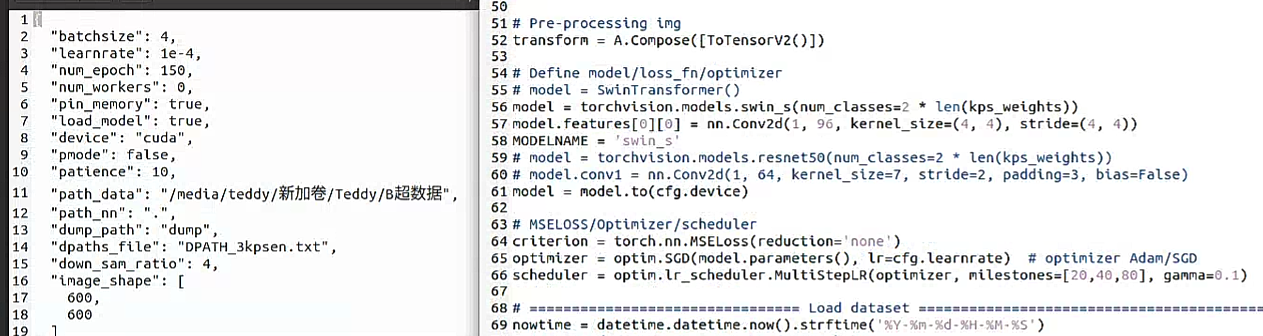 1 {
2 "batchsize": 4,
3 "learnrate": 1e-4,
4 "num_epoch": 150,
5 "num_workers": 0,
6 "pin_memory": true,
7 "load_model": true,
8 "device": "cuda",
9 "pmode": false,
10 "patience": 10,
11 "path_data": "/media/teddy/新加卷/Teddy/B超数据",
12 "path_nn": ".",
13 "dump_path": "dump",
14 "dpaths_file": "DPATH_3kpsen.txt",
15 "down_sam_ratio": 4,
16 "image_shape": [
17 600,
18 600
19 ]
50
51 # Pre-processing img
52 transform = A.Compose([ToTensorV2()])
53
54 # Define model/loss_fn/optimizer
55 # model = SwinTransformer()
56 model = torchvision.models.swin_s(num_classes=2 * len(kps_weights))
57 model.features[0][0] = nn.Conv2d(1, 96, kernel_size=(4, 4), stride=(4, 4))
58 MODELNAME = 'swin_s'
59 # model = torchvision.models.resnet50(num_classes=2 * len(kps_weights))
60 # model.conv1 = nn.Conv2d(1, 64, kernel_size=7, stride=2, padding=3, bias=False)
61 model = model.to(cfg.device)
62
63 # MSELOSS/Optimizer/scheduler
64 criterion = torch.nn.MSELoss(reduction='none')
65 optimizer = optim.SGD(model.parameters(), lr=cfg.learnrate) # optimizer Adam/SGD
66 scheduler = optim.lr_scheduler.MultiStepLR(optimizer, milestones=[20,40,80], gamma=0.1)
67
68 # ================================ Load dataset ========================================
69 nowtime = datetime.datetime.now().strftime('%Y-%m-%d-%H-%M-%S')